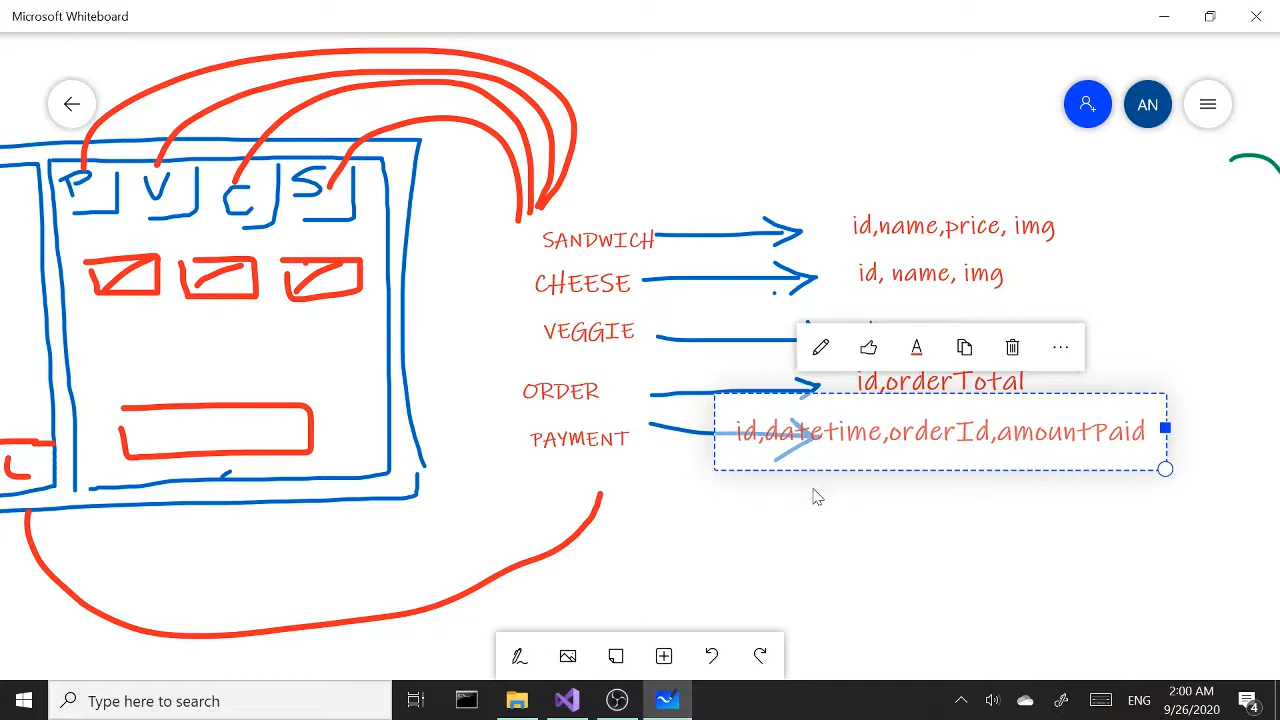 Microsoft Whiteboard
AN
P V C S
SANDWICH id,name,price, img
CHEESE id, name, img
VEGGIE
A
ORDER id,orderTotal
PAYMENT id,datetime,orderId,amountPaid
L
Type here to search
ENG
:00 AM
9/26/2020
4